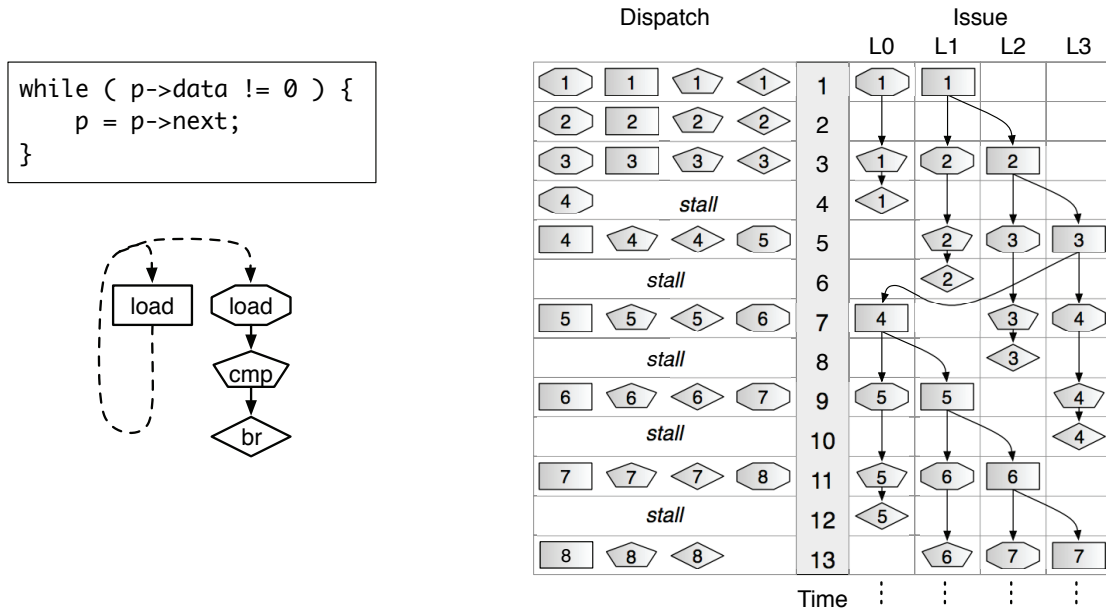 Dispatch Issue
L0 L1 L2 L3
while ( p->data != 0 ) {
p = p->next;
}
1 1 1 1 1 1 1
2 2 2 2 2
3 3 3 3 3 1 2 2
4 stall 4 1
4 4 4 5 5 2 3 3
stall 6 2
5 5 5 6 7 4 3 4
stall 8 3
6 6 6 7 9 5 5 4
stall 10 4
7 7 7 8 11 5 6 6
stall 12 5
8 8 8 13 6 7 7
Time
load load
cmp
br